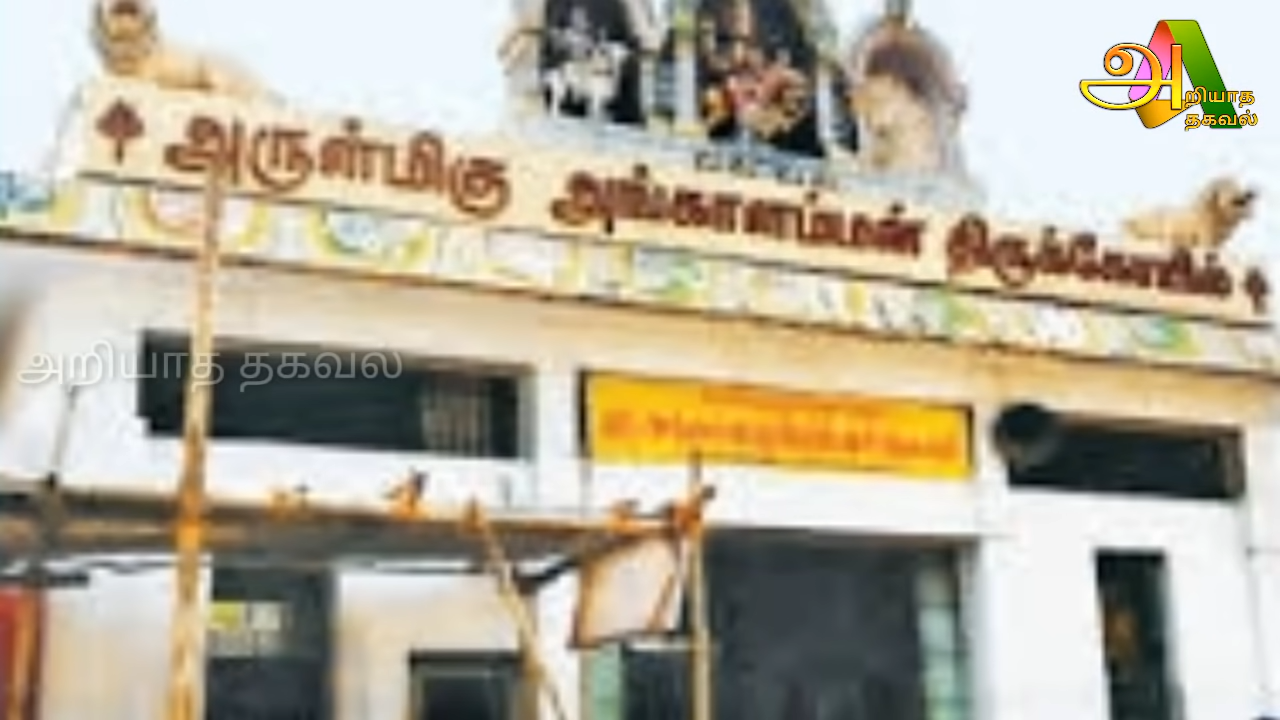 அறியாத
தகவல்
அருள்மிகு அங்காளம்மன் திருக்கோயில்
அறியாத தகவல்